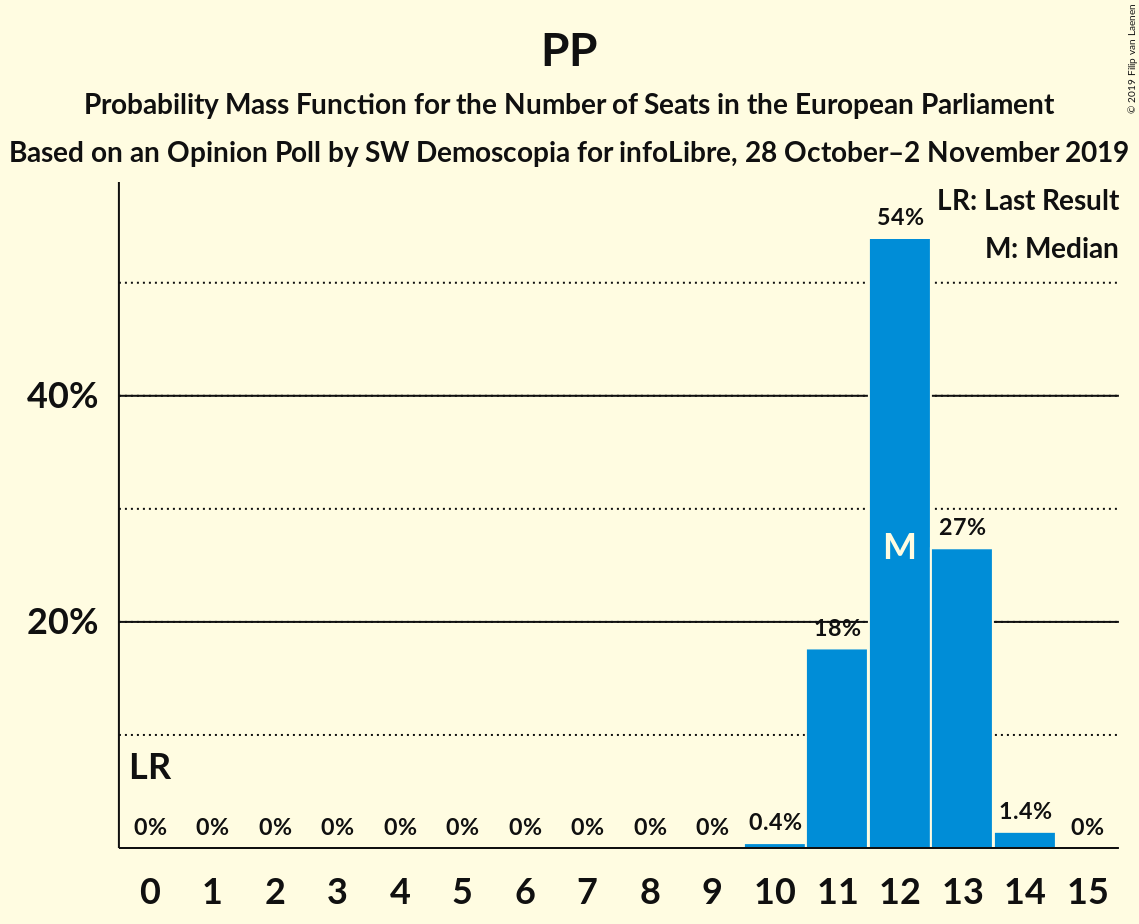 PP
Probability Mass Function for the Number of Seats in the European Parliament
Based on an Opinion Poll by SW Demoscopia for infoLibre, 28 October–2 November 2019
© 2019 Filip van Laenen
LR: Last Result
M: Median
54%
40%
27%
M
20%
18%
LR
0% 0% 0% 0% 0% 0% 0% 0% 0% 0% 0.4% 1.4% 0%
0 1 2 3 4 5 6 7 8 9 10 11 12 13 14 15